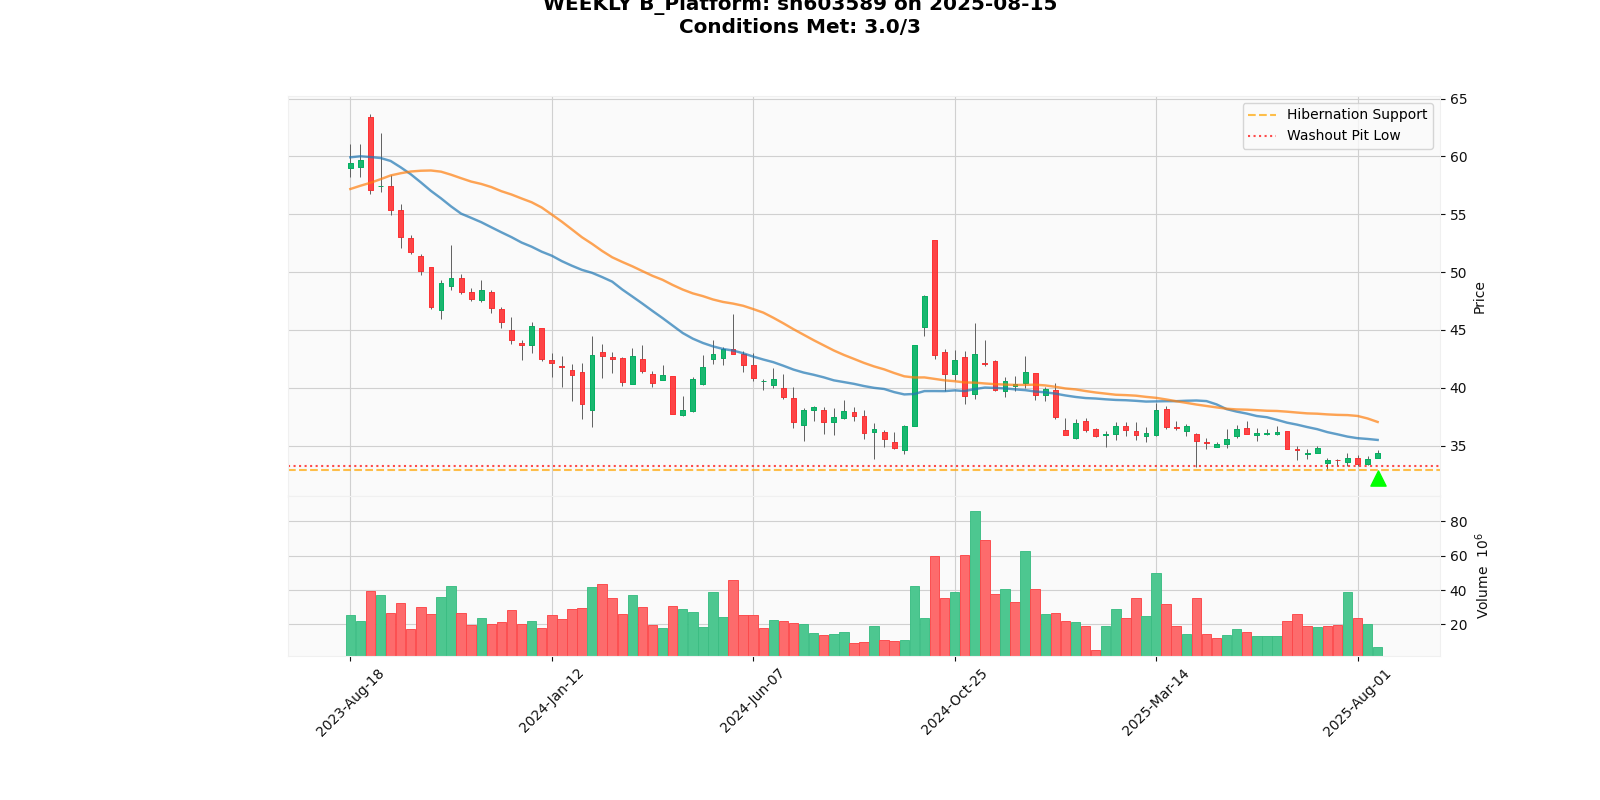 WEEKLY B_Platform: sh603589 on 2025-08-15
Conditions Met: 3.0/3
Hibernation Support
Washout Pit Low
65
60
55
50
45
40
35
Price
80
60
40
20
Volume 10⁶
2023-Aug-18
2024-Jan-12
2024-Jun-07
2024-Oct-25
2025-Mar-14
2025-Aug-01